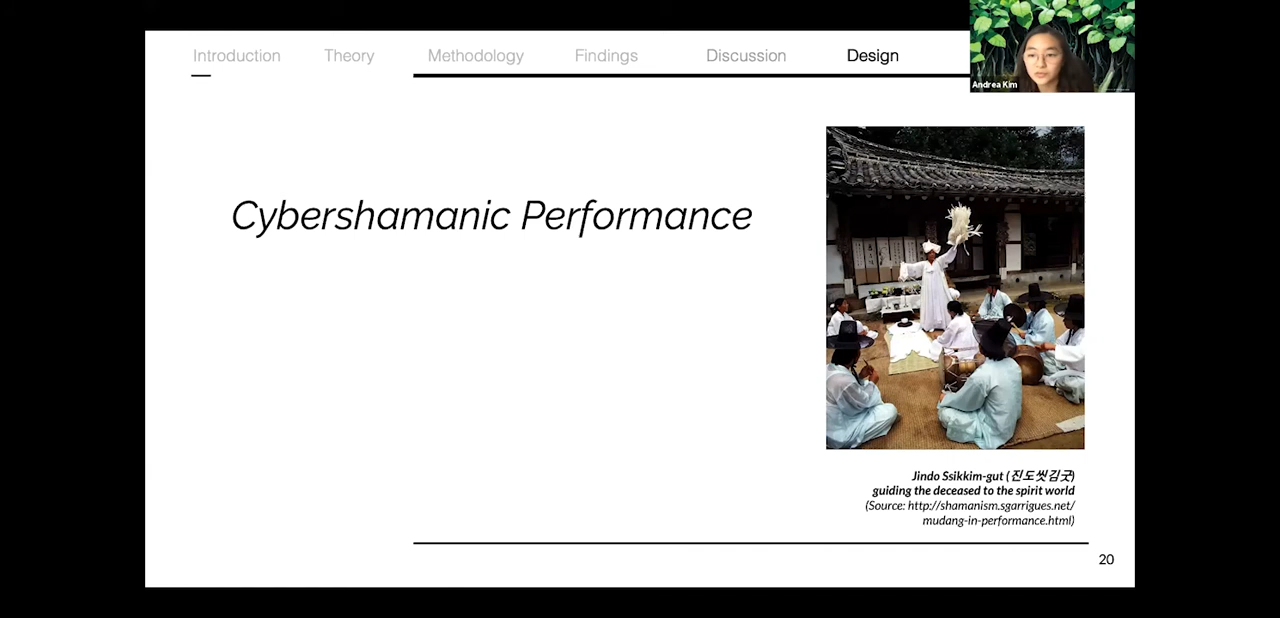 Introduction Theory Methodology Findings Discussion Design
Andrea Kim
Cybershamanic Performance
Jindo Ssikkim-gut (진도씻김굿)
guiding the deceased to the spirit world
(Source: http://shamanism.sgarrigues.net/
mudang-in-performance.html)
20